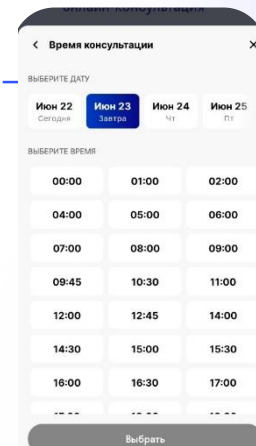 онлайн консультация
Время консультации
ВЫБЕРИТЕ ДАТУ
Июн 22 Июн 23 Июн 24 Июн 25
Сегодня Завтра Чт Пт
ВЫБЕРИТЕ ВРЕМЯ
00:00 01:00 02:00
04:00 05:00 06:00
07:00 08:00 09:00
09:45 10:30 11:00
12:00 12:45 14:00
14:30 15:00 15:30
16:00 16:30 17:00
Выбрать